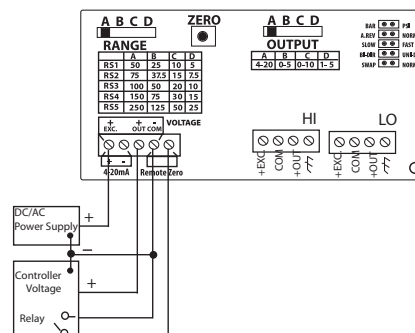 A B C D
ZERO
RANGE
A B C D
RS1 50 25 10 5
RS2 75 37.5 15 7.5
RS3 100 50 20 10
RS4 150 75 30 15
RS5 250 125 50 25
A B C D
OUTPUT
A B C D
4-20 0-5 0-10 1-5
BAR PSI
A.REV NORM
SLOW FAST
BI-DIR UNI-D
SWAP NORM
+ + -
EXC. OUT COM
VOLTAGE
+ -
4-20mA Remote Zero
HI
+EXC. COM +OUT
LO
+EXC. COM +OUT
DC/AC
Power Supply
+
-
Controller
Voltage
+
Relay